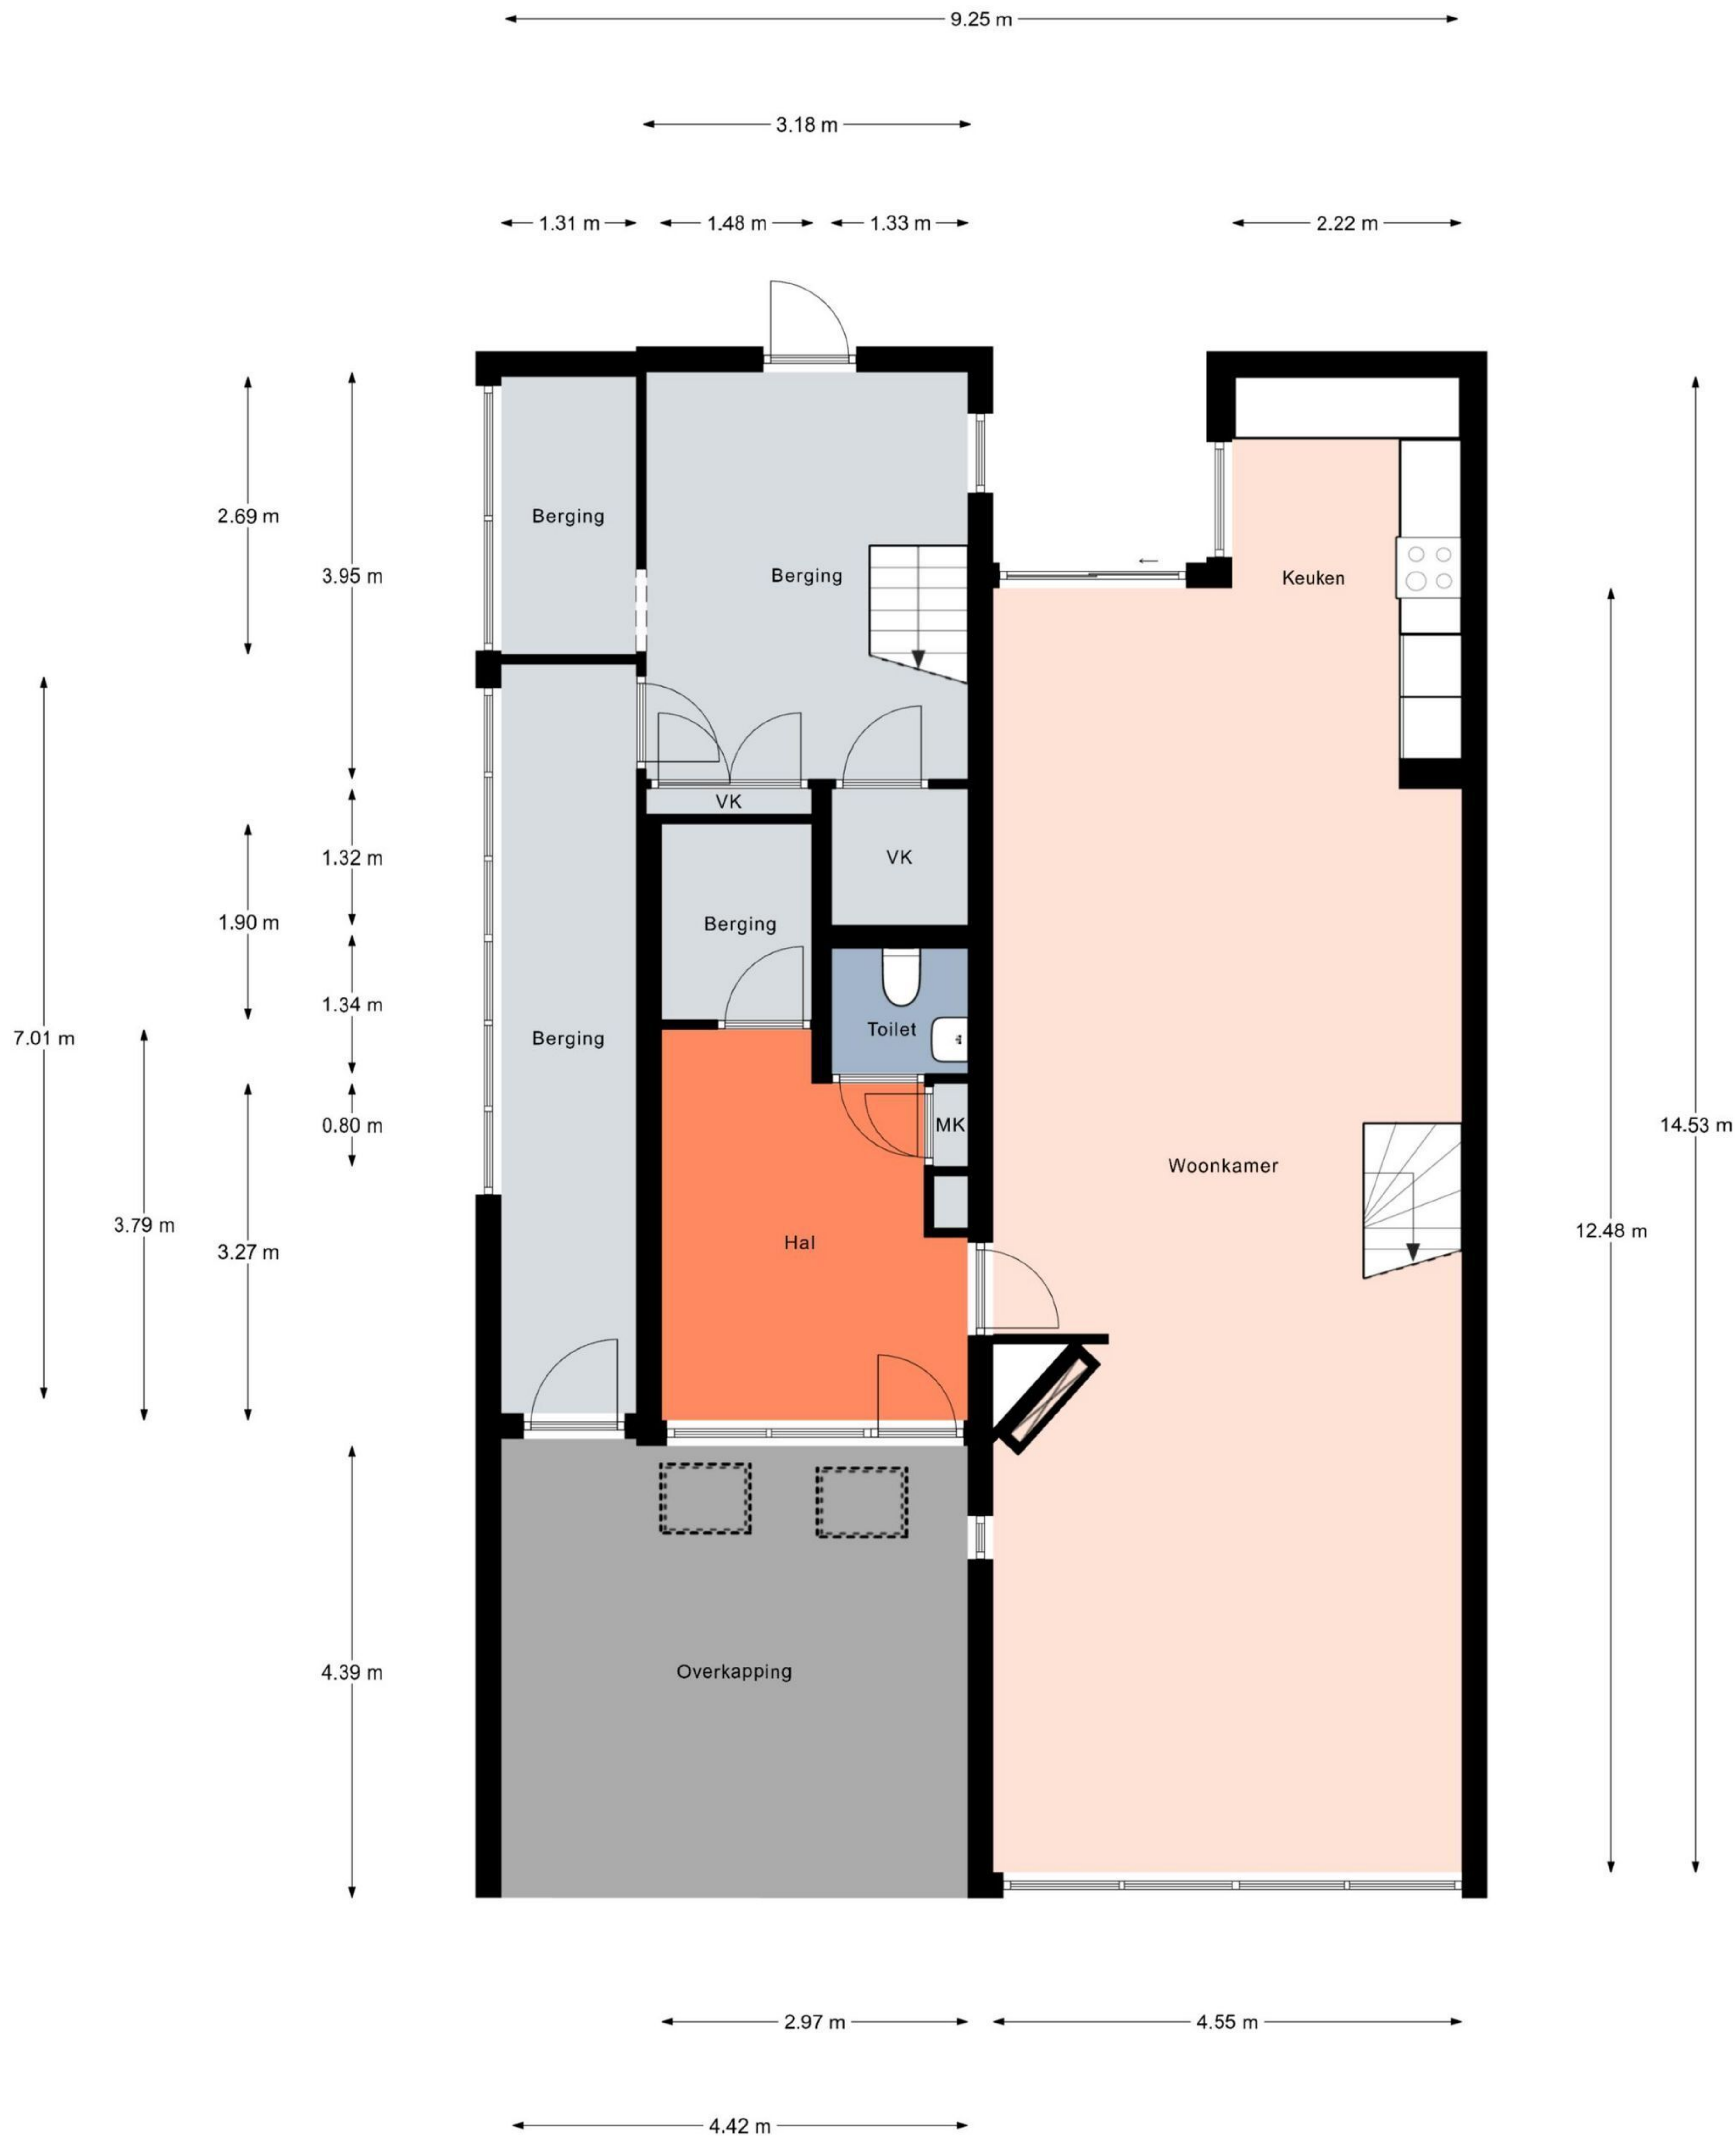 9.25 m
3.18 m
1.31 m
1.48 m
1.33 m
2.22 m
2.69 m
Berging
3.95 m
Berging
Keuken
VK
1.32 m
VK
1.90 m
Berging
1.34 m
Toilet
7.01 m
Berging
0.80 m
MK
14.53 m
Woonkamer
3.79 m
12.48 m
3.27 m
Hal
4.39 m
Overkapping
2.97 m
4.55 m
4.42 m